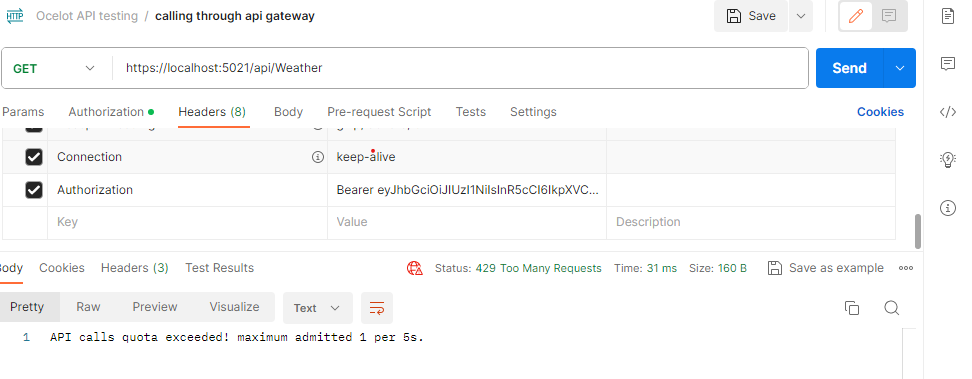 HTTP Ocelot API testing / calling through api gateway Save
GET https://localhost:5021/api/Weather Send
Params Authorization Headers (8) Body Pre-request Script Tests Settings Cookies
Connection keep-alive
Authorization Bearer eyJhbGciOiJIUzI1NiIsInR5cCI6IkpXVC...
Key Value Description
Body Cookies Headers (3) Test Results Status: 429 Too Many Requests Time: 31 ms Size: 160 B Save as example
Pretty Raw Preview Visualize Text
1 API calls quota exceeded! maximum admitted 1 per 5s.